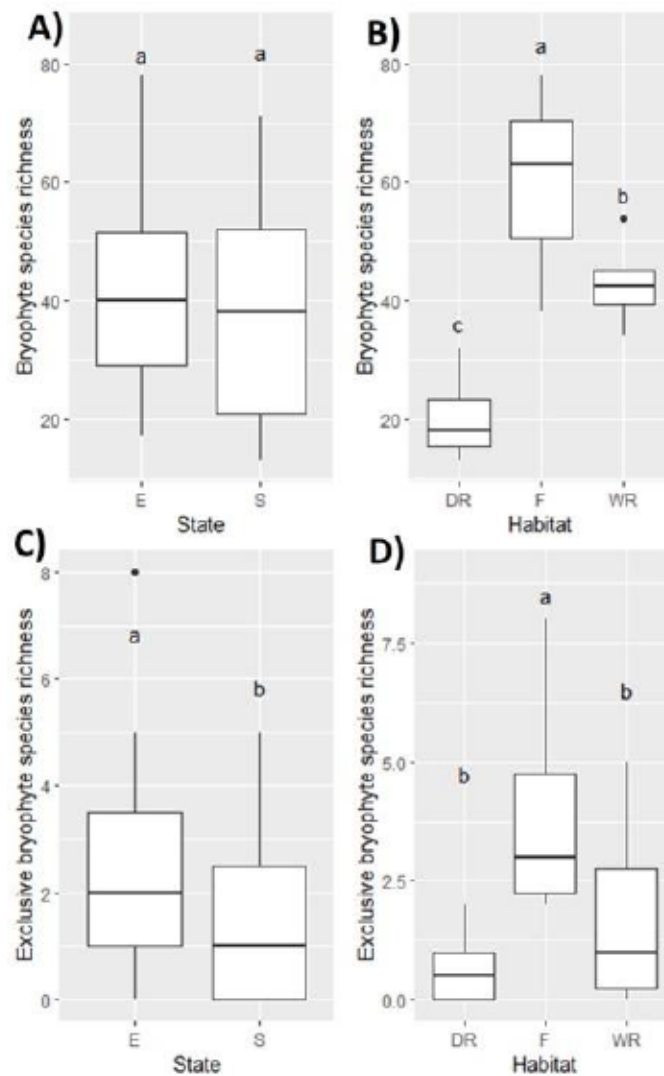 A)
Bryophyte species richness
80
60
40
20
a
a
E
S
State
B)
Bryophyte species richness
80
60
40
20
c
a
b
DR
F
WR
Habitat
C)
Exclusive bryophyte species richness
8
6
4
2
0
a
b
E
S
State
D)
Exclusive bryophyte species richness
7.5
5.0
2.5
0.0
b
a
b
DR
F
WR
Habitat